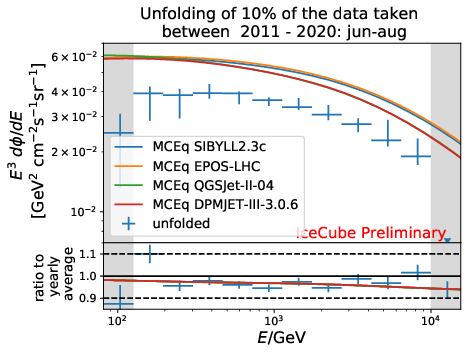 Unfolding of 10% of the data taken
between 2011 - 2020: jun-aug
E³ dϕ/dE
[GeV² cm⁻²s⁻¹sr⁻¹]
6 × 10⁻²
4 × 10⁻²
3 × 10⁻²
2 × 10⁻²
10⁻²
MCEq SIBYLL2.3c
MCEq EPOS-LHC
MCEq QGSJet-II-04
MCEq DPMJET-III-3.0.6
unfolded
IceCube Preliminary
ratio to
yearly
average
1.1
1.0
0.9
10² 10³ 10⁴
E/GeV